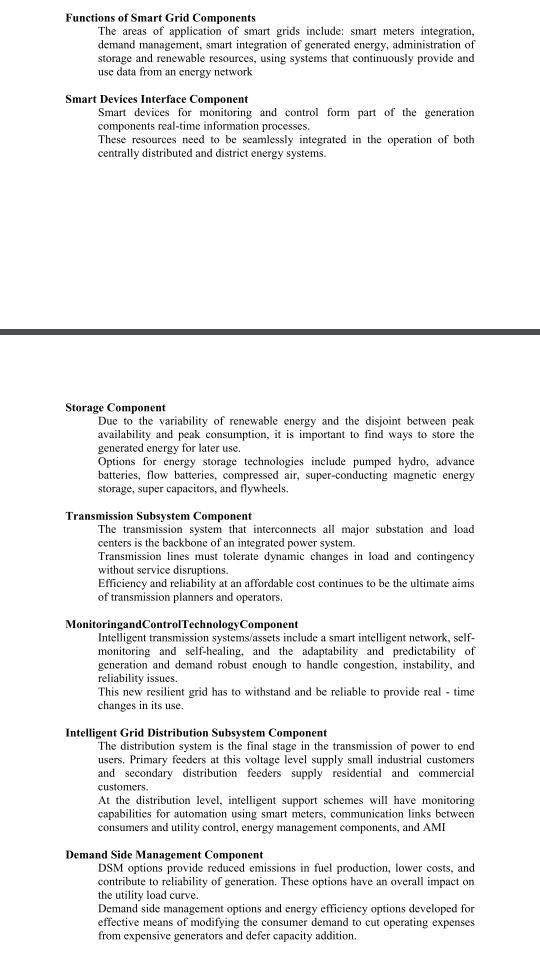 Functions of Smart Grid Components
The areas of application of smart grids include: smart meters integration,
demand management, smart integration of generated energy, administration of
storage and renewable resources, using systems that continuously provide and
use data from an energy network
Smart Devices Interface Component
Smart devices for monitoring and control form part of the generation
components real-time information processes.
These resources need to be seamlessly integrated in the operation of both
centrally distributed and district energy systems.
Storage Component
Due to the variability of renewable energy and the disjoint between peak
availability and peak consumption, it is important to find ways to store the
generated energy for later use.
Options for energy storage technologies include pumped hydro, advance
batteries, flow batteries, compressed air, super-conducting magnetic energy
storage, super capacitors, and flywheels.
Transmission Subsystem Component
The transmission system that interconnects all major substation and load
centers is the backbone of an integrated power system.
Transmission lines must tolerate dynamic changes in load and contingency
without service disruptions.
Efficiency and reliability at an affordable cost continues to be the ultimate aims
of transmission planners and operators.
MonitoringandControlTechnologyComponent
Intelligent transmission systems/assets include a smart intelligent network, self-
monitoring and self-healing, and the adaptability and predictability of
generation and demand robust enough to handle congestion, instability, and
reliability issues.
This new resilient grid has to withstand and be reliable to provide real - time
changes in its use.
Intelligent Grid Distribution Subsystem Component
The distribution system is the final stage in the transmission of power to end
users. Primary feeders at this voltage level supply small industrial customers
and secondary distribution feeders supply residential and commercial
customers.
At the distribution level, intelligent support schemes will have monitoring
capabilities for automation using smart meters, communication links between
consumers and utility control, energy management components, and AMI
Demand Side Management Component
DSM options provide reduced emissions in fuel production, lower costs, and
contribute to reliability of generation. These options have an overall impact on
the utility load curve.
Demand side management options and energy efficiency options developed for
effective means of modifying the consumer demand to cut operating expenses
from expensive generators and defer capacity addition.